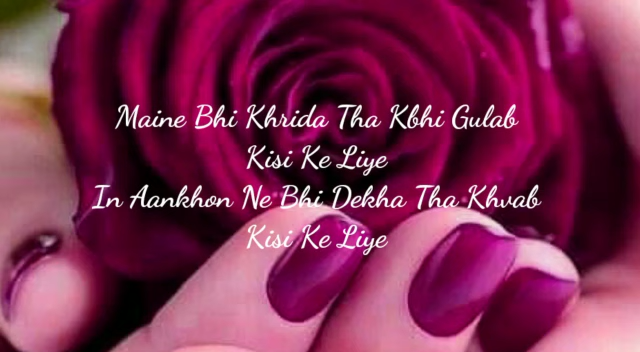 Maine Bhi Khrida Tha Kbhi Gulab
Kisi Ke Liye
In Aankhon Ne Bhi Dekha Tha Khvab
Kisi Ke Liye